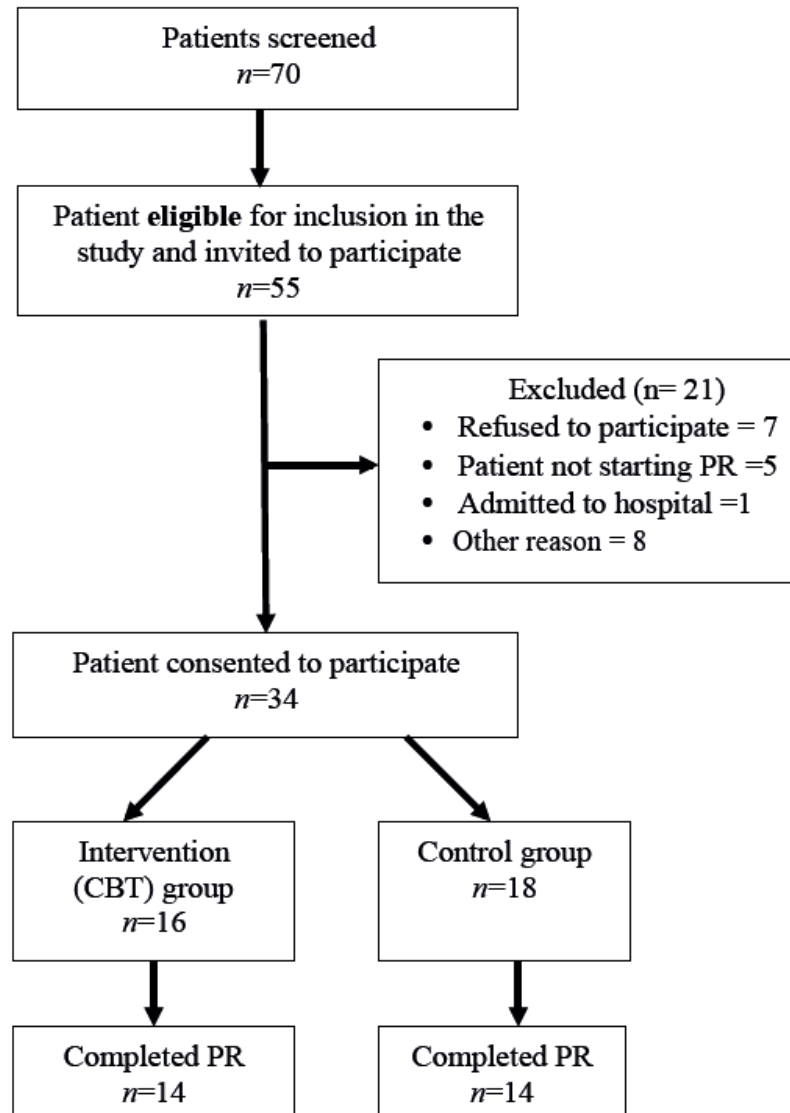 Patients screened
n=70
Patient eligible for inclusion in the
study and invited to participate
n=55
Excluded (n= 21)
• Refused to participate = 7
• Patient not starting PR =5
• Admitted to hospital =1
• Other reason = 8
Patient consented to participate
n=34
Intervention
(CBT) group
n=16
Control group
n=18
Completed PR
n=14
Completed PR
n=14